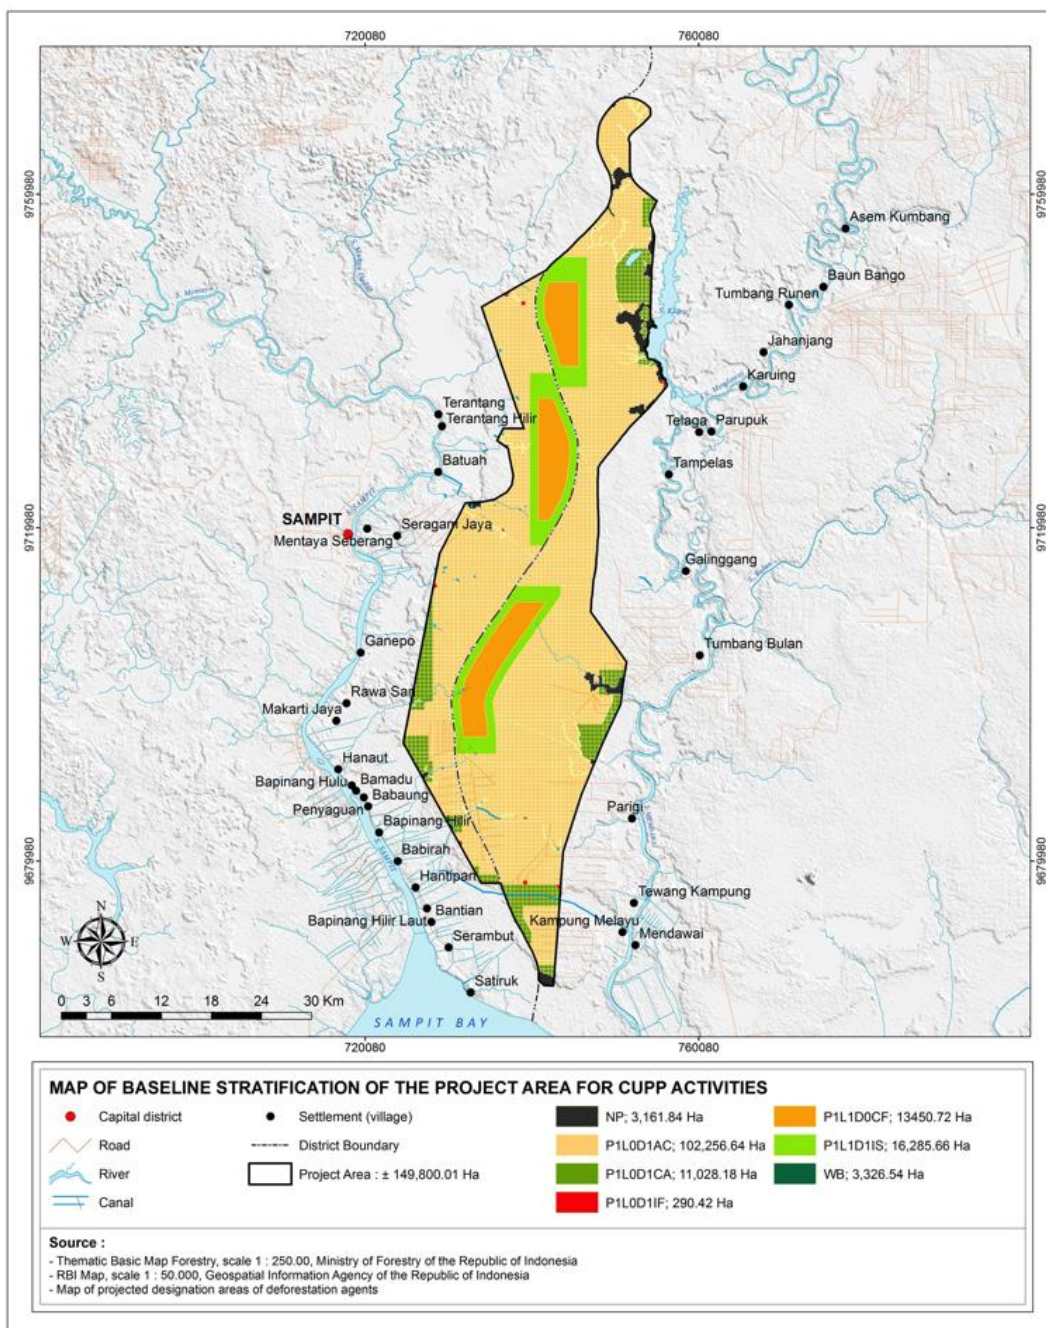 720080
760080
9759980
9759980
Asem Kumbang
Baun Bango
Tumbang Runen
S. Mentaya
Jahanjang
Karuing
Terantang
Terantang Hilir
Telaga
Parupuk
Batuah
Tampelas
S. SAMPIT
SAMPIT
Seragam Jaya
Mentaya Seberang
9719980
9719980
Galinggang
Ganepo
Tumbang Bulan
Rawa Sari
Makarti Jaya
Hanaut
Bapinang Hulu
Bamadu
Babaung
Penyaguan
Parigi
Bapinang Hilir
S. SAMPIT
Babirah
9679980
9679980
Hantipan
Tewang Kampung
Bantian
Bapinang Hilir Laut
Kampung Melayu
Mendawai
Serambut
N
W E
S
Satiruk
0 3 6 12 18 24 30 Km
SAMPIT BAY
720080
760080
MAP OF BASELINE STRATIFICATION OF THE PROJECT AREA FOR CUPP ACTIVITIES
Capital district
Settlement (village)
NP; 3,161.84 Ha
P1L1D0CF; 13450.72 Ha
Road
District Boundary
P1L0D1AC; 102,256.64 Ha
P1L1D1IS; 16,285.66 Ha
River
Project Area : ± 149,800.01 Ha
P1L0D1CA; 11,028.18 Ha
WB; 3,326.54 Ha
Canal
P1L0D1IF; 290.42 Ha
Source :
- Thematic Basic Map Forestry, scale 1 : 250.00, Ministry of Forestry of the Republic of Indonesia
- RBI Map, scale 1 : 50.000, Geospatial Information Agency of the Republic of Indonesia
- Map of projected designation areas of deforestation agents